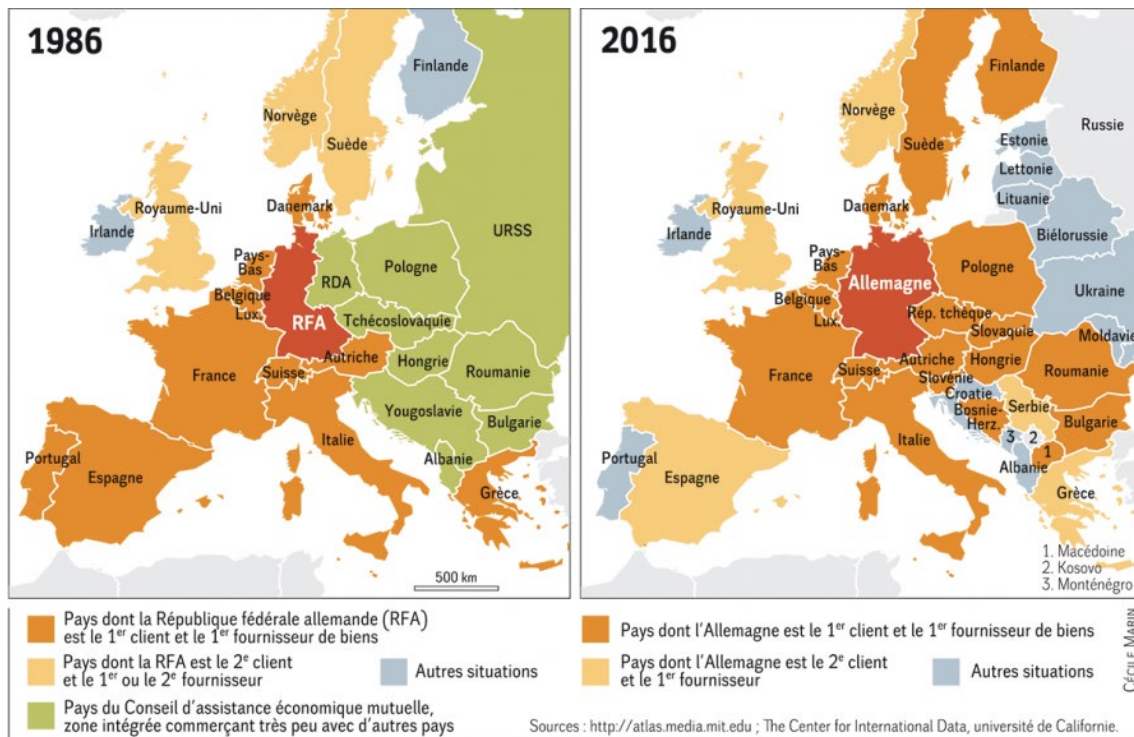 1986
Finlande
Norvège
Suède
Royaume-Uni
Irlande
Danemark
URSS
Pays-
Bas
RDA
Pologne
Belgique
Lux.
RFA
Tchécoslovaquie
Autriche
Hongrie
Suisse
France
Roumanie
Yougoslavie
Italie
Bulgarie
Portugal
Espagne
Albanie
Grèce
500 km
2016
Finlande
Norvège
Russie
Suède
Estonie
Lettonie
Lituanie
Royaume-Uni
Irlande
Danemark
Biélorussie
Pays-
Bas
Allemagne
Pologne
Belgique
Lux.
Ukraine
Rép. tchèque
Slovaquie
Moldavie
Autriche
Hongrie
Suisse
France
Slovénie
Roumanie
Croatie
Bosnie-
Herz.
Serbie
Italie
3
2
Bulgarie
1
Portugal
Espagne
Albanie
Grèce
1. Macédoine
2. Kosovo
3. Monténégro
Pays dont la République fédérale allemande (RFA)
est le 1er client et le 1er fournisseur de biens
Pays dont la RFA est le 2e client
et le 1er ou le 2e fournisseur
Autres situations
Pays du Conseil d'assistance économique mutuelle,
zone intégrée commerçant très peu avec d'autres pays
Pays dont l'Allemagne est le 1er client et le 1er fournisseur de biens
Pays dont l'Allemagne est le 2e client
et le 1er fournisseur
Autres situations
Sources : http://atlas.media.mit.edu ; The Center for International Data, université de Californie.
CÉCILE MARIN